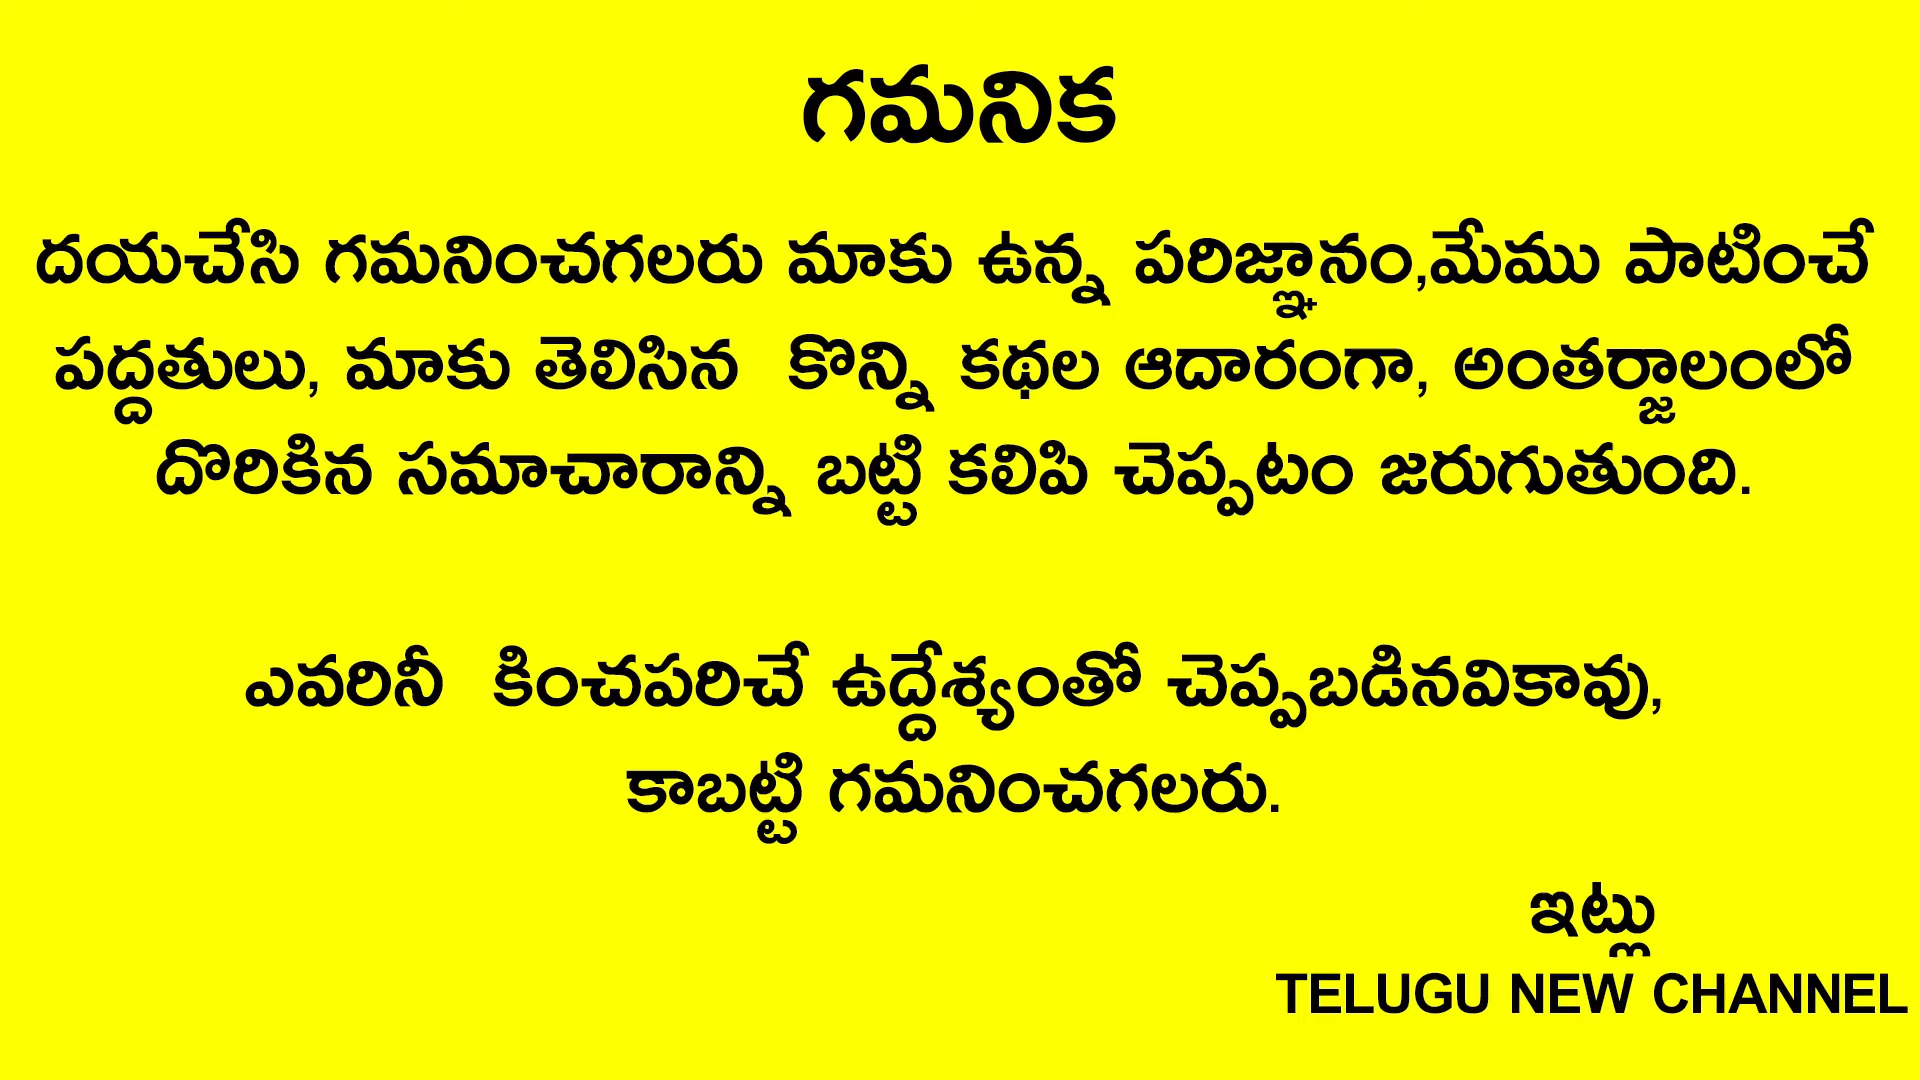 గమనిక
దయచేసి గమనించగలరు మాకు ఉన్న పరిజ్ఞానం,మేము పాటించే
పద్దతులు, మాకు తెలిసిన కొన్ని కథల ఆదారంగా, అంతర్జాలంలో
దొరికిన సమాచారాన్ని బట్టి కలిపి చెప్పటం జరుగుతుంది.
ఎవరినీ కించపరిచే ఉద్దేశ్యంతో చెప్పబడినవికావు,
కాబట్టి గమనించగలరు.
ఇట్లు
TELUGU NEW CHANNEL